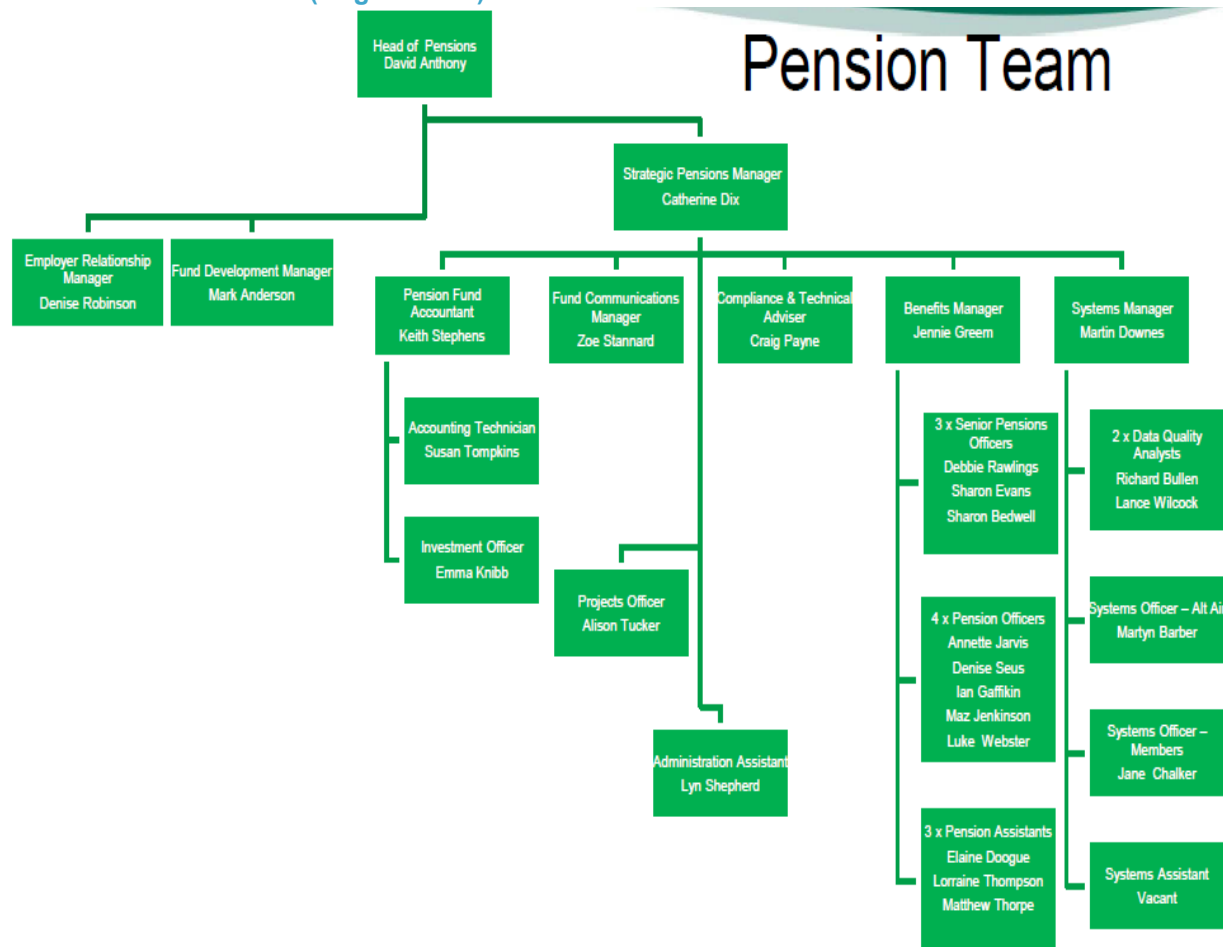 Pension Team
Head of Pensions
David Anthony
Strategic Pensions Manager
Catherine Dix
Employer Relationship
Manager
Denise Robinson
Fund Development Manager
Mark Anderson
Pension Fund
Accountant
Keith Stephens
Fund Communications
Manager
Zoe Stannard
Compliance & Technical
Adviser
Craig Payne
Benefits Manager
Jennie Greem
Systems Manager
Martin Downes
Accounting Technician
Susan Tompkins
Investment Officer
Emma Knibb
Projects Officer
Alison Tucker
Administration Assistant
Lyn Shepherd
3 x Senior Pensions
Officers
Debbie Rawlings
Sharon Evans
Sharon Bedwell
4 x Pension Officers
Annette Jarvis
Denise Seus
Ian Gaffikin
Maz Jenkinson
Luke Webster
3 x Pension Assistants
Elaine Doogue
Lorraine Thompson
Matthew Thorpe
2 x Data Quality
Analysts
Richard Bullen
Lance Wilcock
Systems Officer – Alt Air
Martyn Barber
Systems Officer –
Members
Jane Chalker
Systems Assistant
Vacant